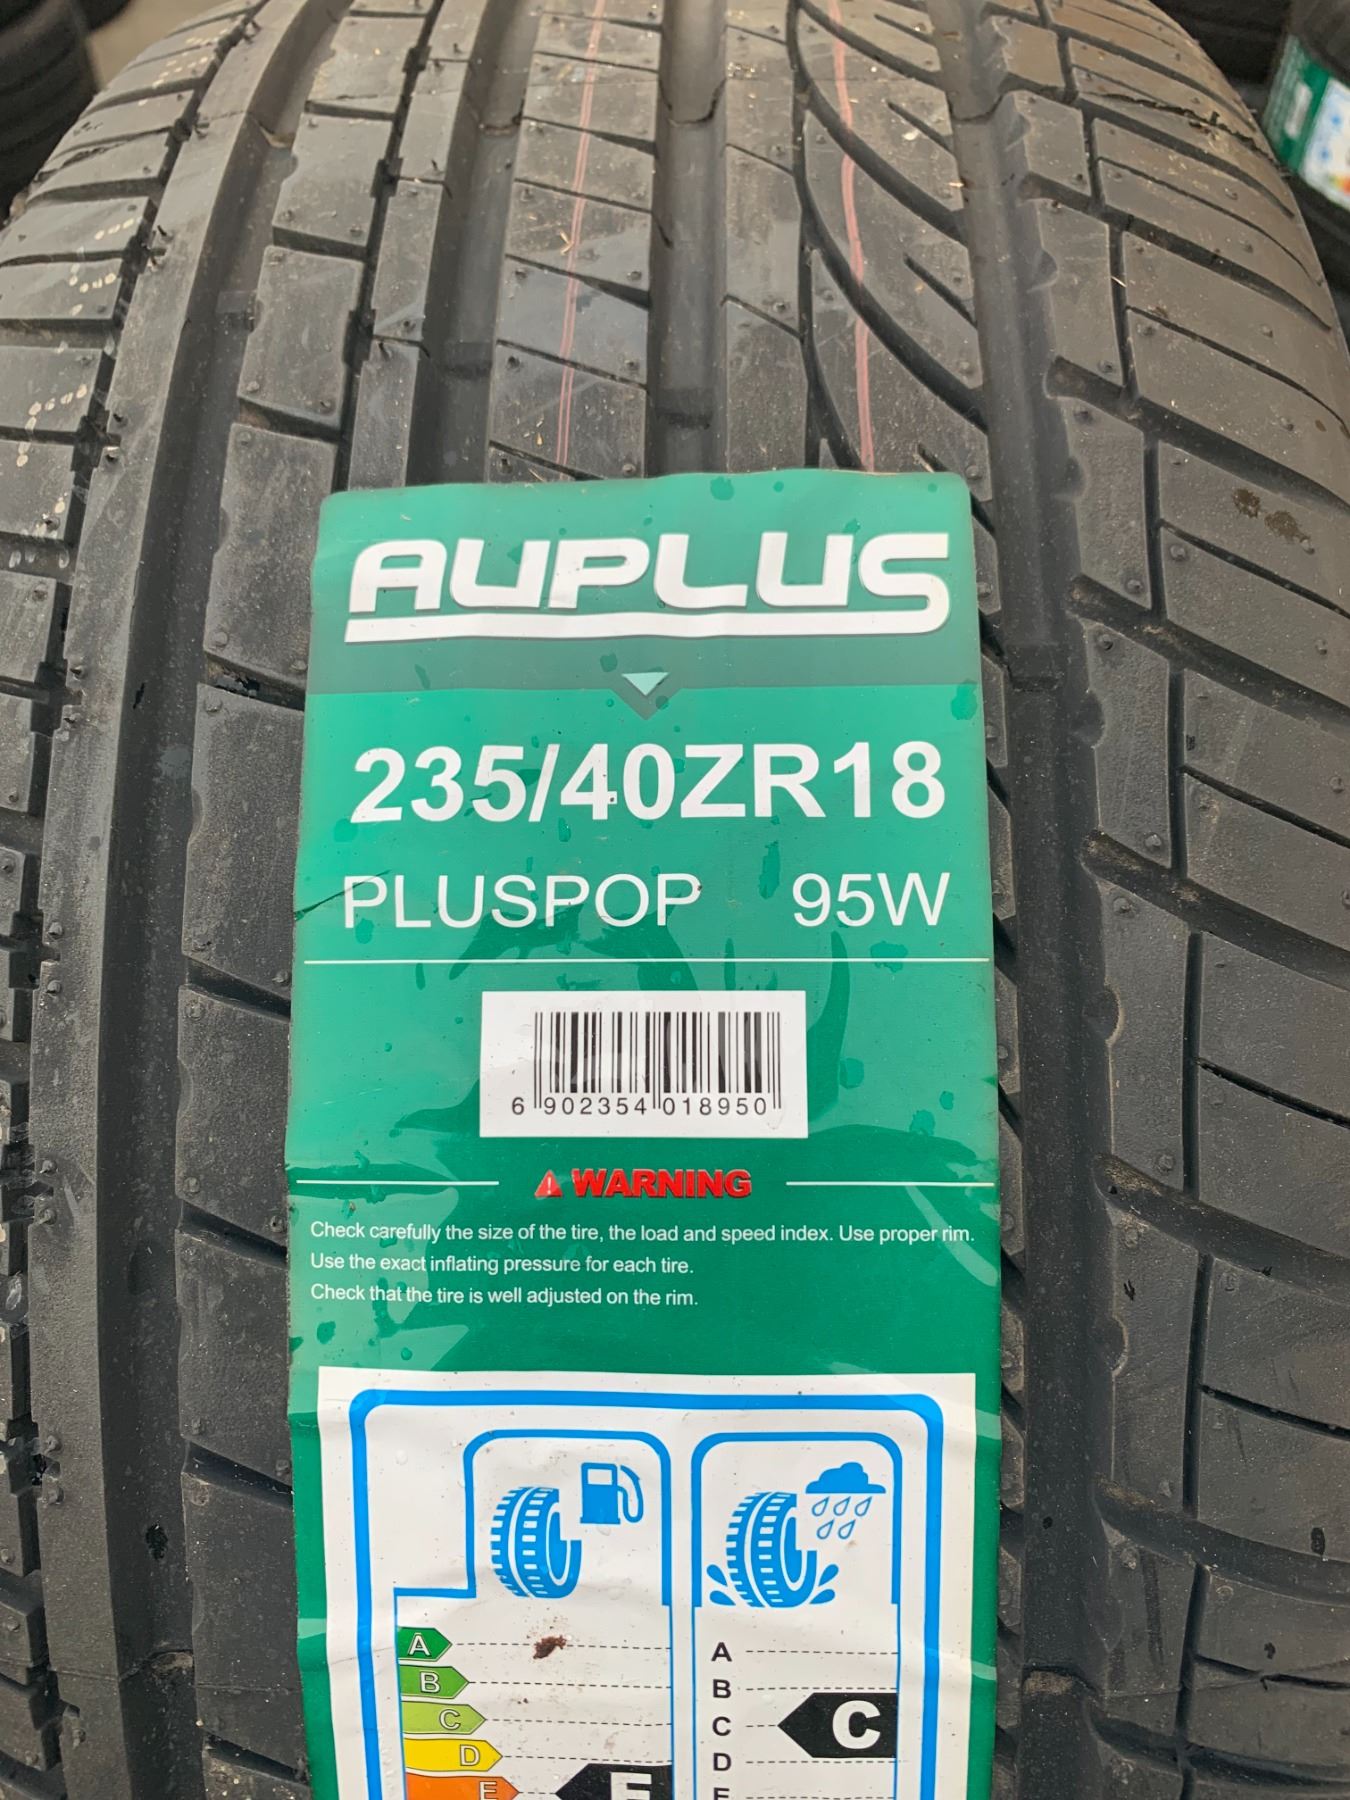 AUPLUS
235/40ZR18
PLUSPOP 95W
6 902354 018950
WARNING
Check carefully the size of the tire, the load and speed index. Use proper rim.
Use the exact inflating pressure for each tire.
Check that the tire is well adjusted on the rim.
A A
B B
C C C
D D
E